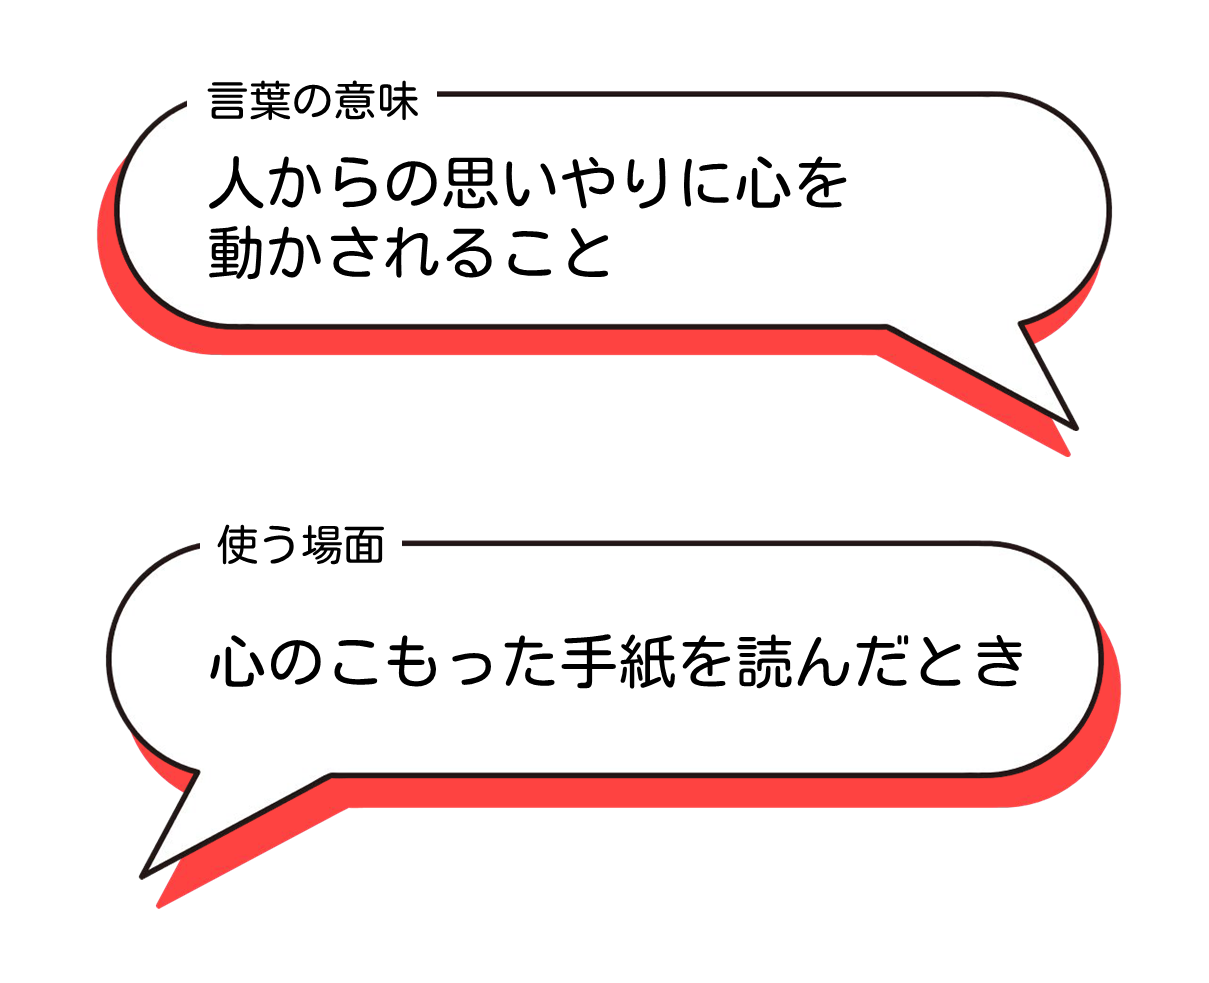 言葉の意味
人からの思いやりに心を
動かされること
使う場面
心のこもった手紙を読んだとき